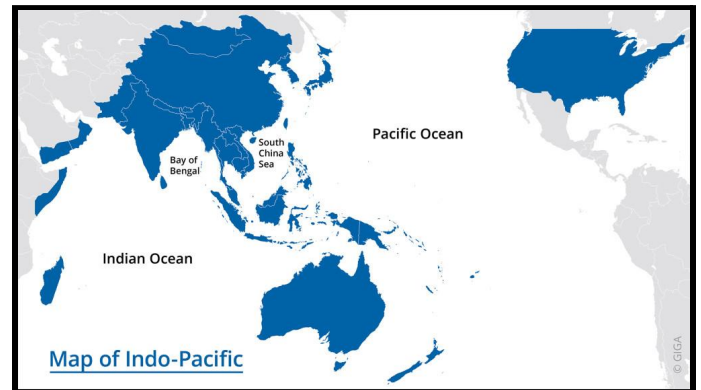 Pacific Ocean
South
China
Sea
Bay of
Bengal
Indian Ocean
Map of Indo-Pacific
© GIGA